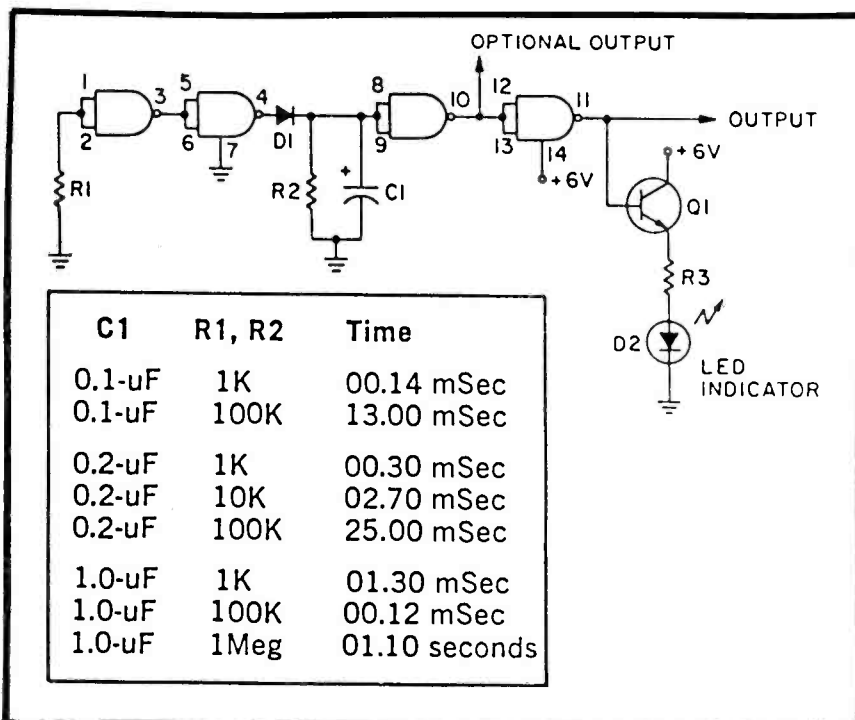 OPTIONAL OUTPUT
1
2
3
5
6
4
7
D1
8
9
10
12
13
11
14
OUTPUT
+6V
+6V
R1
R2
+
C1
Q1
R3
D2
LED
INDICATOR
C1 R1, R2 Time
0.1-uF 1K 00.14 mSec
0.1-uF 100K 13.00 mSec
0.2-uF 1K 00.30 mSec
0.2-uF 10K 02.70 mSec
0.2-uF 100K 25.00 mSec
1.0-uF 1K 01.30 mSec
1.0-uF 100K 00.12 mSec
1.0-uF 1Meg 01.10 seconds